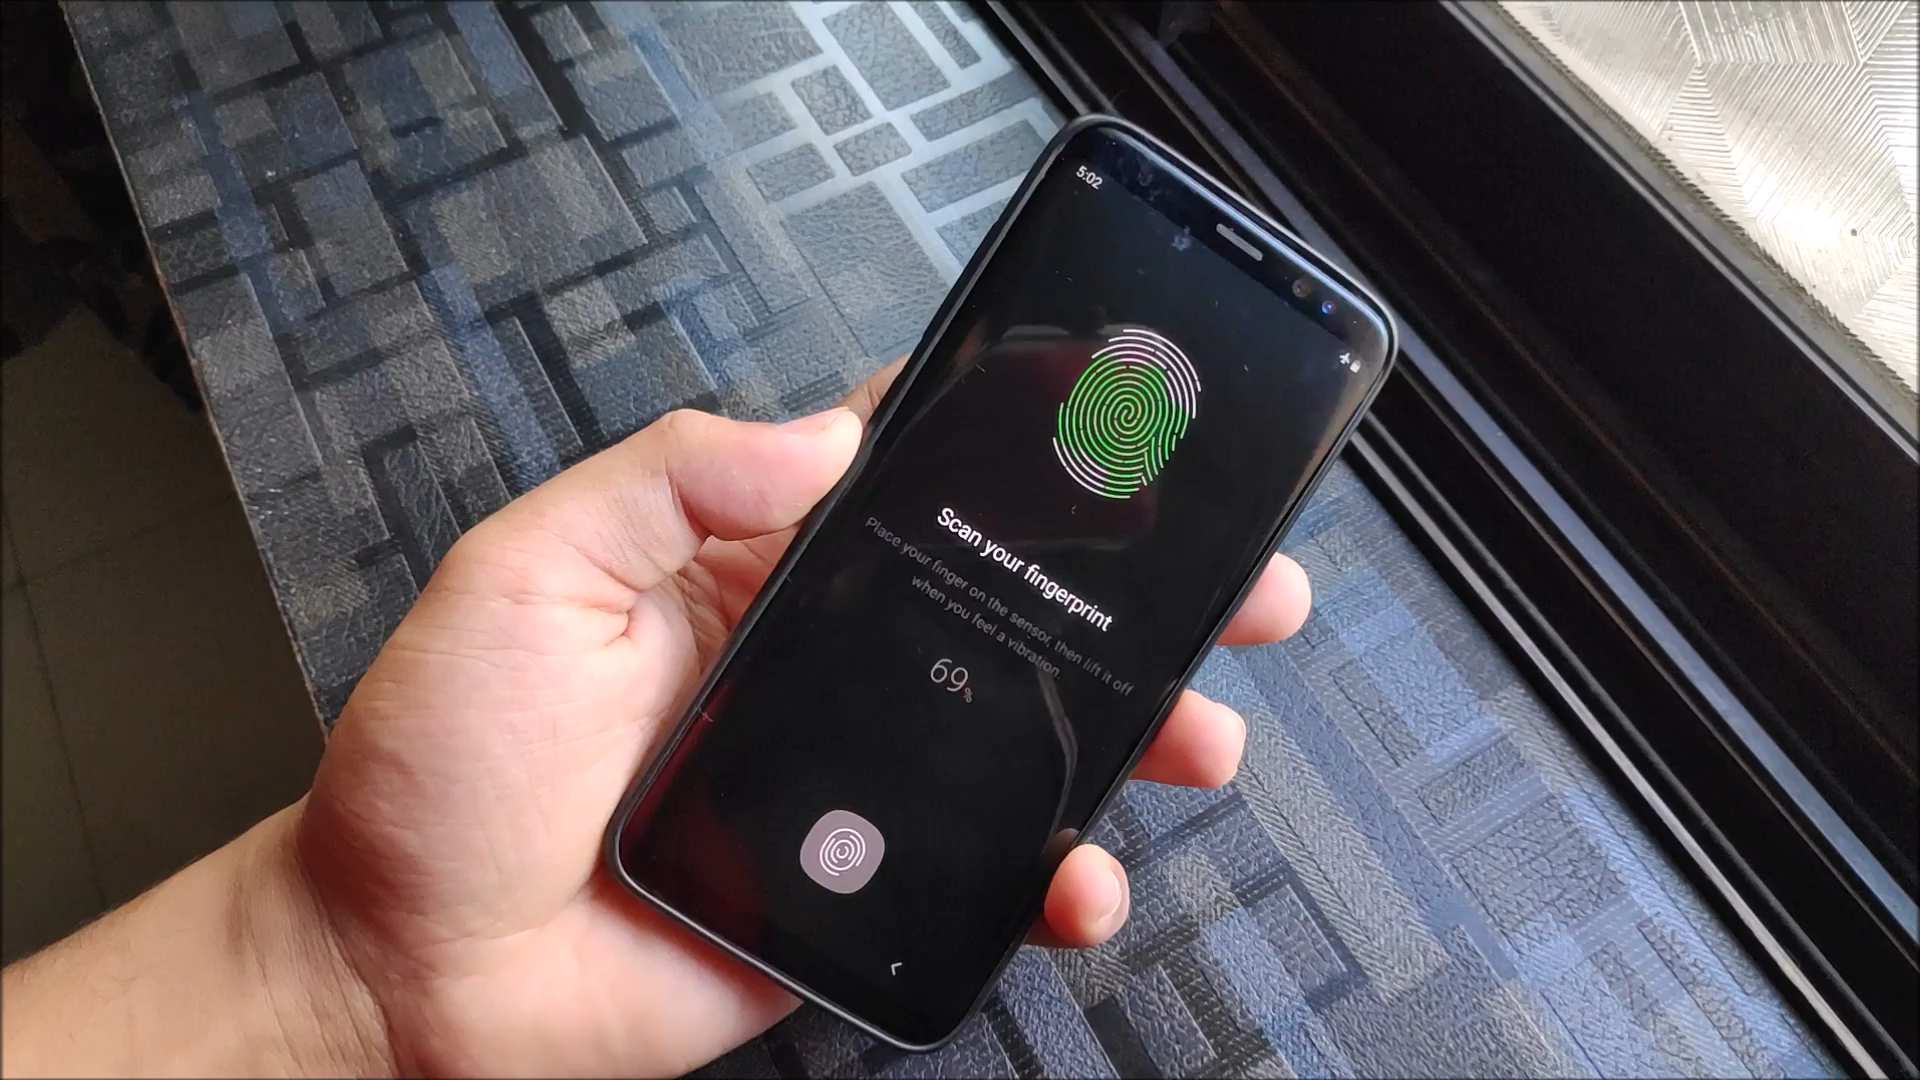 5:02
Scan your fingerprint
Place your finger on the sensor, then lift it off
when you feel a vibration.
69%